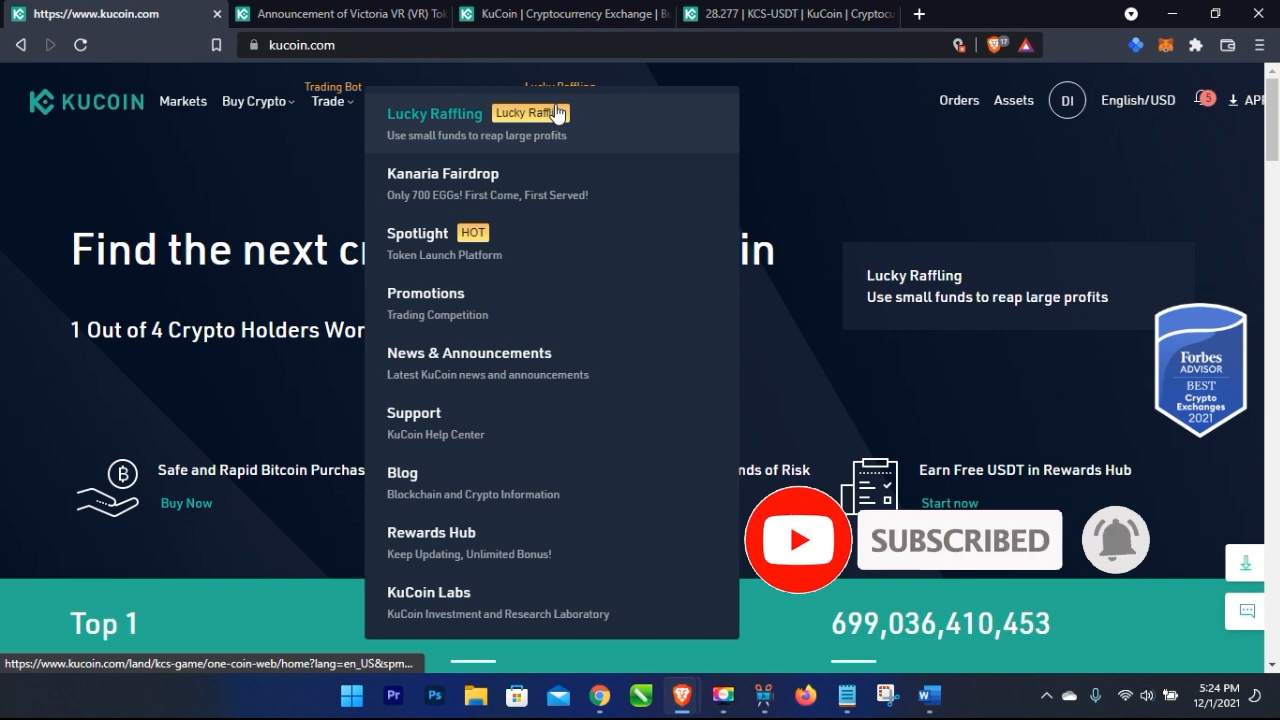 https://www.kucoin.com
Announcement of Victoria VR (VR) To
KuCoin | Cryptocurrency Exchange | B
28.277 | KCS-USDT | KuCoin | Cryptoc
kucoin.com
17
KUCOIN
Markets
Buy Crypto
Trading Bot
Trade
Lucky Raffling
Orders
Assets
DI
English/USD
5
AP
Lucky Raffling
Lucky Raffl
Use small funds to reap large profits
Kanaria Fairdrop
Only 700 EGGs! First Come, First Served!
Spotlight
HOT
Token Launch Platform
Promotions
Trading Competition
News & Announcements
Latest KuCoin news and announcements
Support
KuCoin Help Center
Blog
Blockchain and Crypto Information
Rewards Hub
Keep Updating, Unlimited Bonus!
KuCoin Labs
KuCoin Investment and Research Laboratory
Find the next c
in
1 Out of 4 Crypto Holders Wor
Lucky Raffling
Use small funds to reap large profits
Forbes
ADVISOR
BEST
Crypto
Exchanges
2021
Safe and Rapid Bitcoin Purchas
Buy Now
nds of Risk
Earn Free USDT in Rewards Hub
Start now
SUBSCRIBED
Top 1
699,036,410,453
https://www.kucoin.com/land/kcs-game/one-coin-web/home?lang=en_US&spm...
Pr
Ps
5:24 PM
12/1/2021